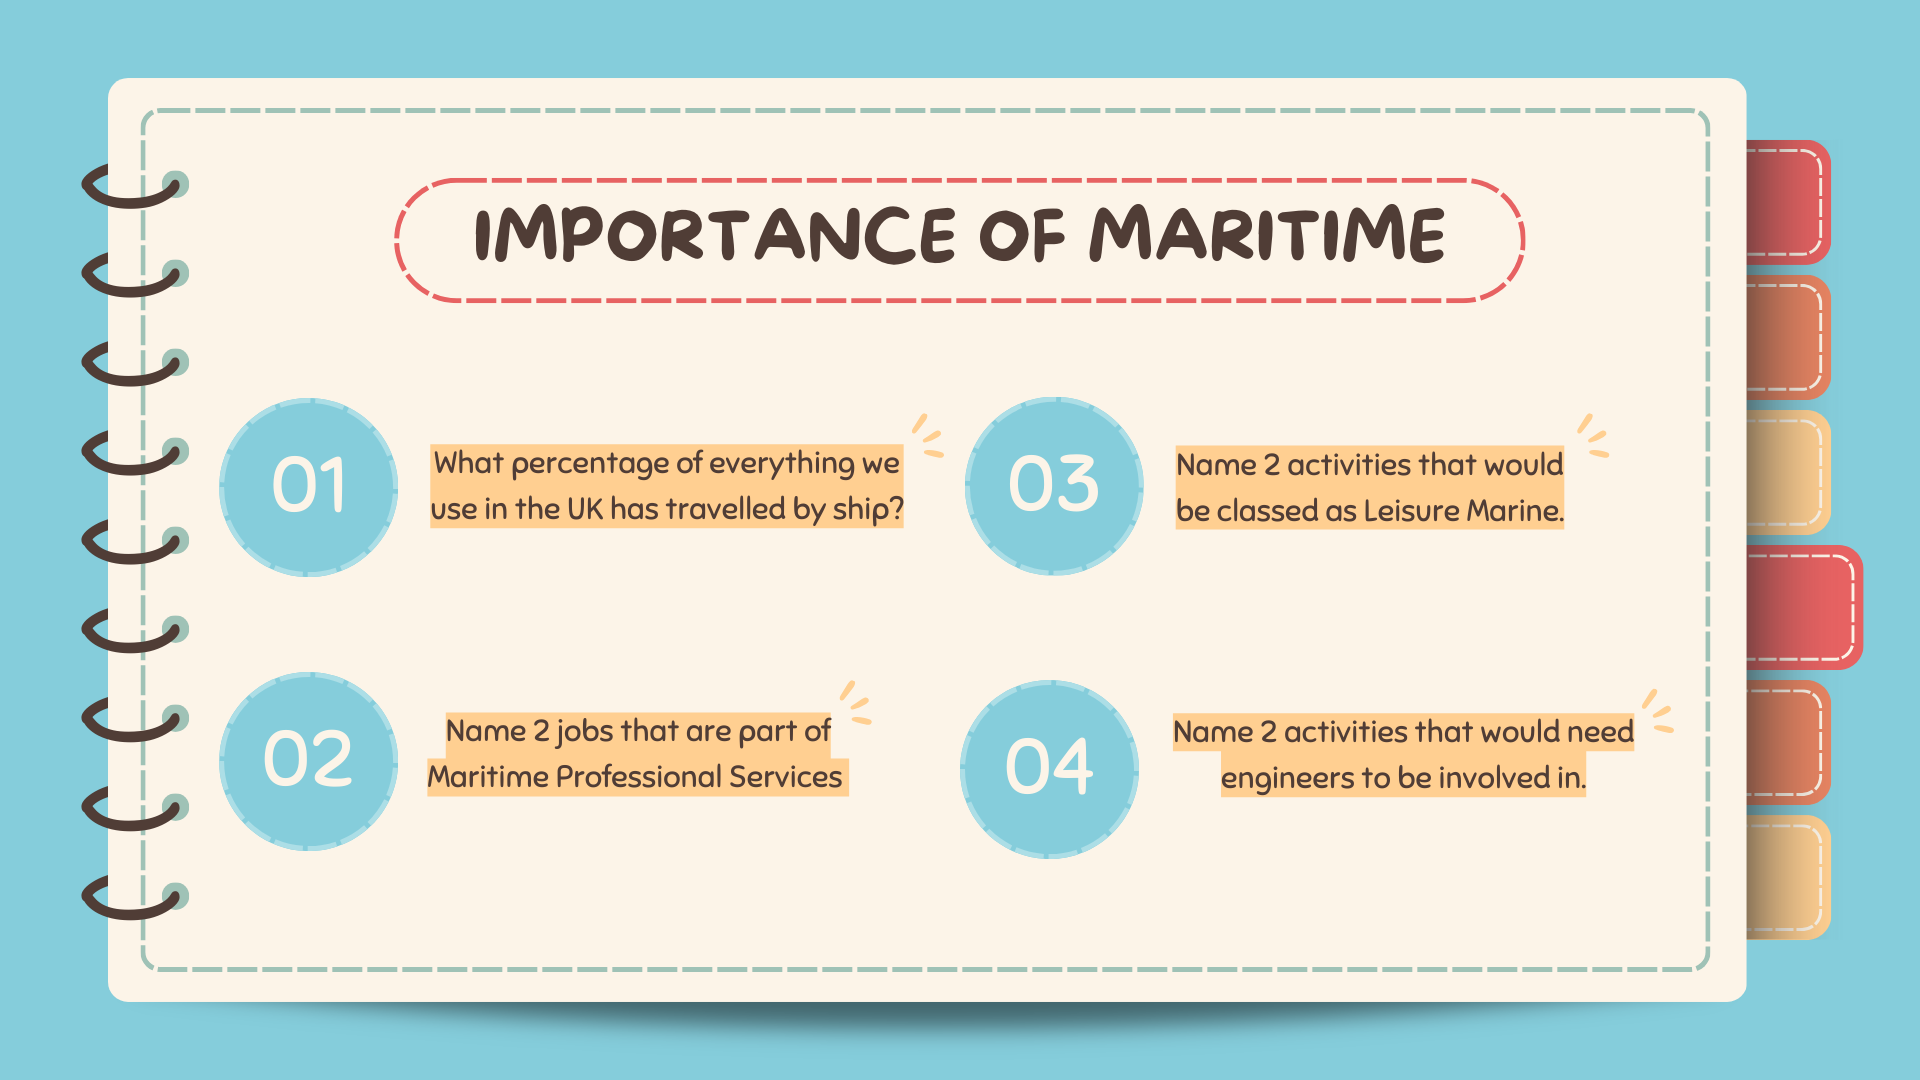 IMPORTANCE OF MARITIME
01
What percentage of everything we
use in the UK has travelled by ship?
02
Name 2 jobs that are part of
Maritime Professional Services
03
Name 2 activities that would
be classed as Leisure Marine.
04
Name 2 activities that would need
engineers to be involved in.